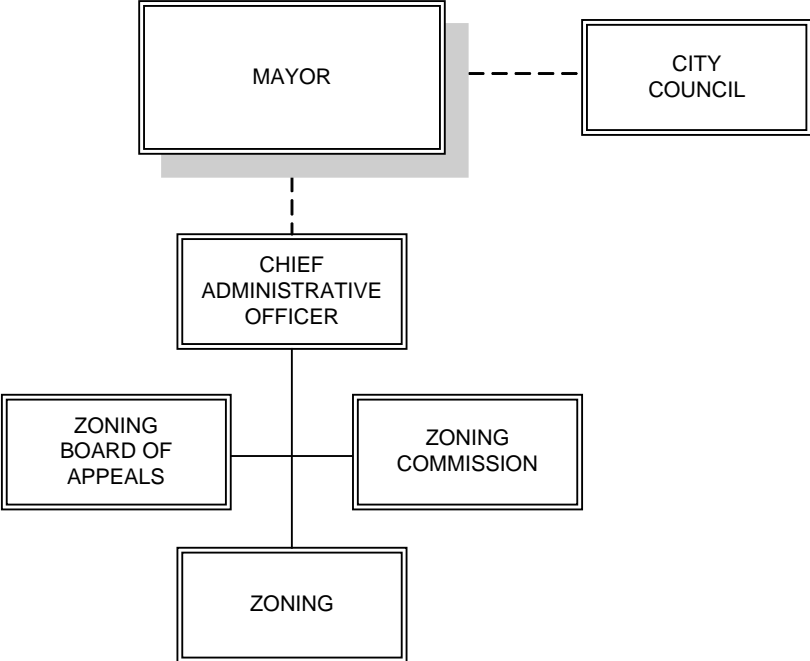 MAYOR
CITY
COUNCIL
CHIEF
ADMINISTRATIVE
OFFICER
ZONING
BOARD OF
APPEALS
ZONING
COMMISSION
ZONING